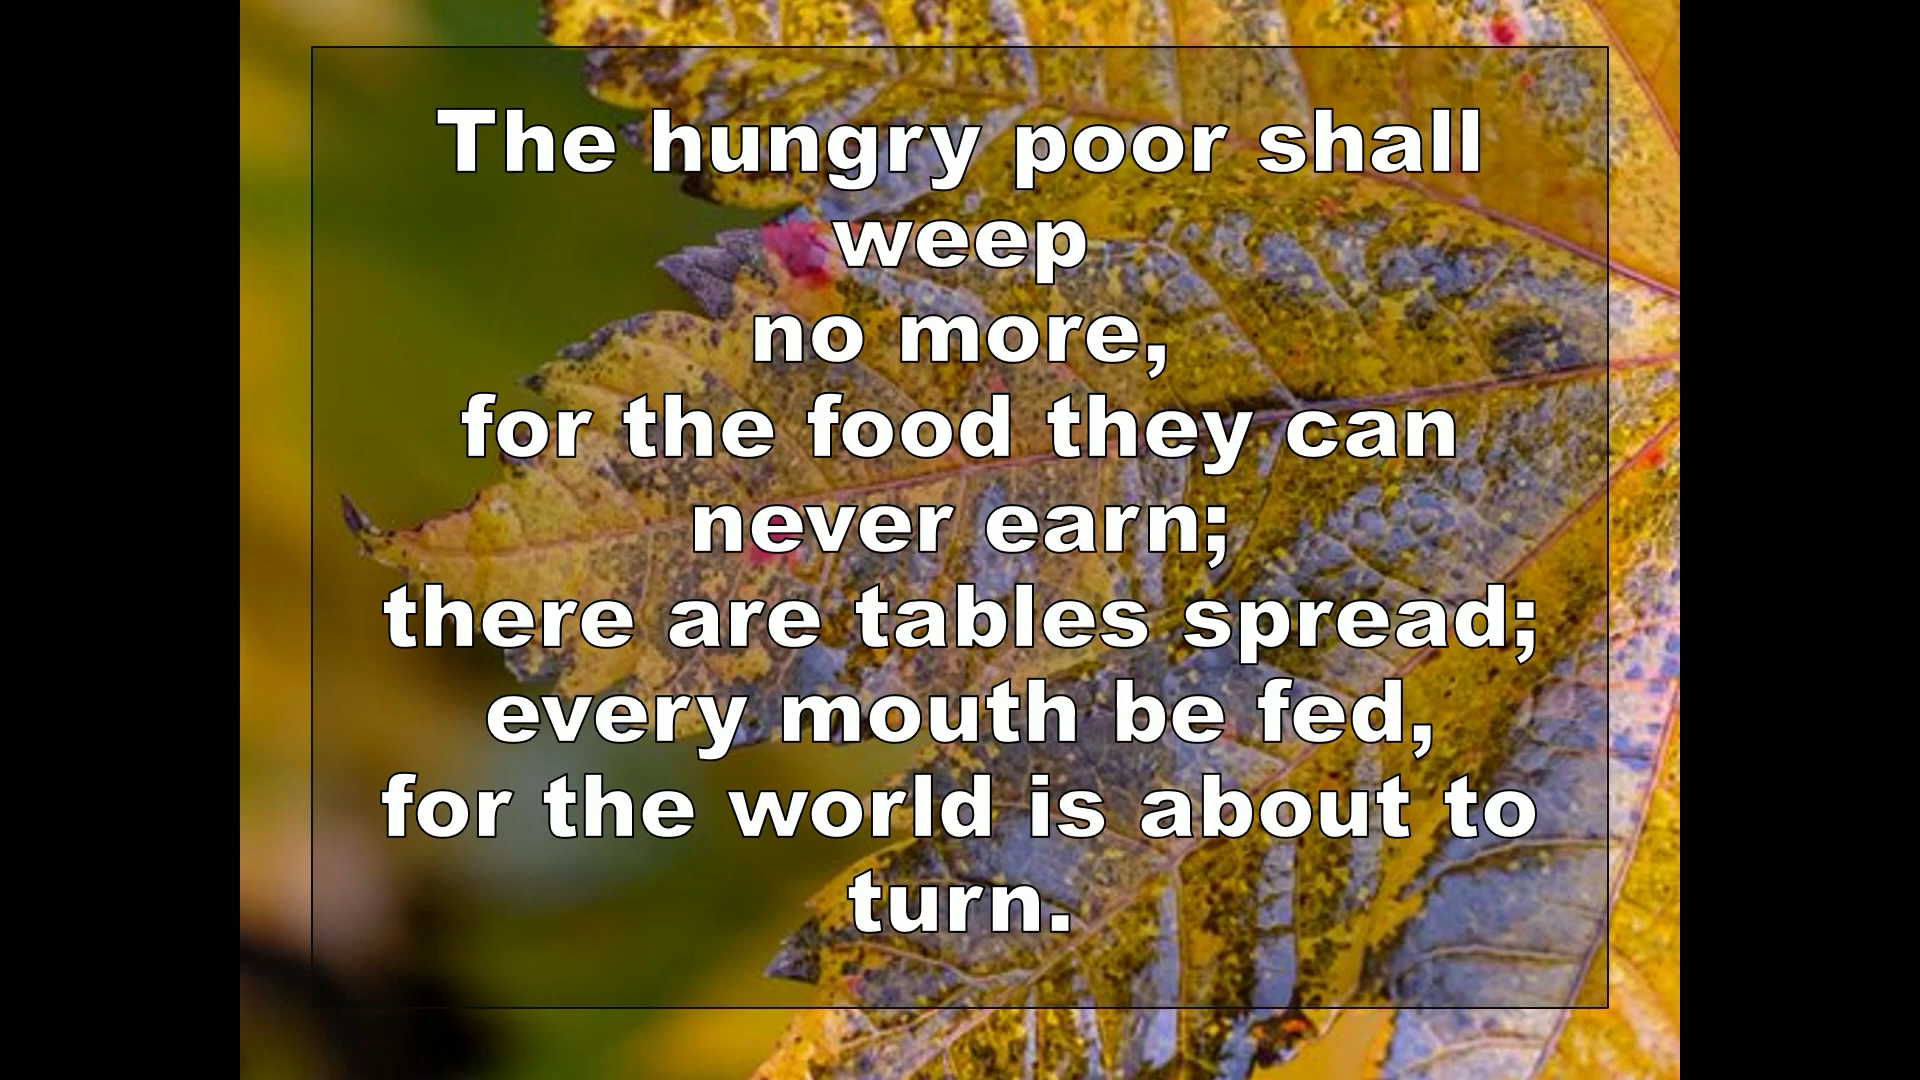 The hungry poor shall
weep
no more,
for the food they can
never earn;
there are tables spread;
every mouth be fed,
for the world is about to
turn.